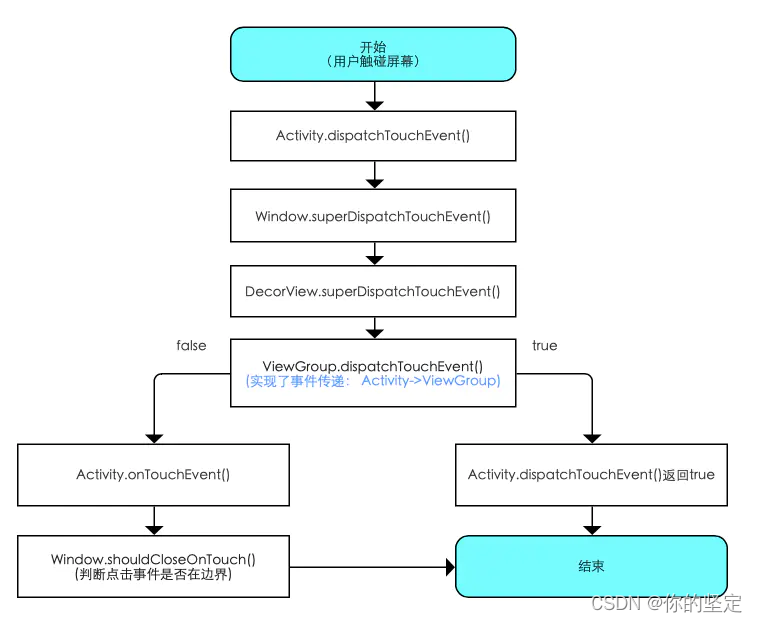 开始
（用户触碰屏幕）
Activity.dispatchTouchEvent()
Window.superDispatchTouchEvent()
DecorView.superDispatchTouchEvent()
false
true
ViewGroup.dispatchTouchEvent()
(实现了事件传递： Activity->ViewGroup)
Activity.onTouchEvent()
Activity.dispatchTouchEvent()返回true
Window.shouldCloseOnTouch()
(判断点击事件是否在边界)
结束
CSDN @你的坚定